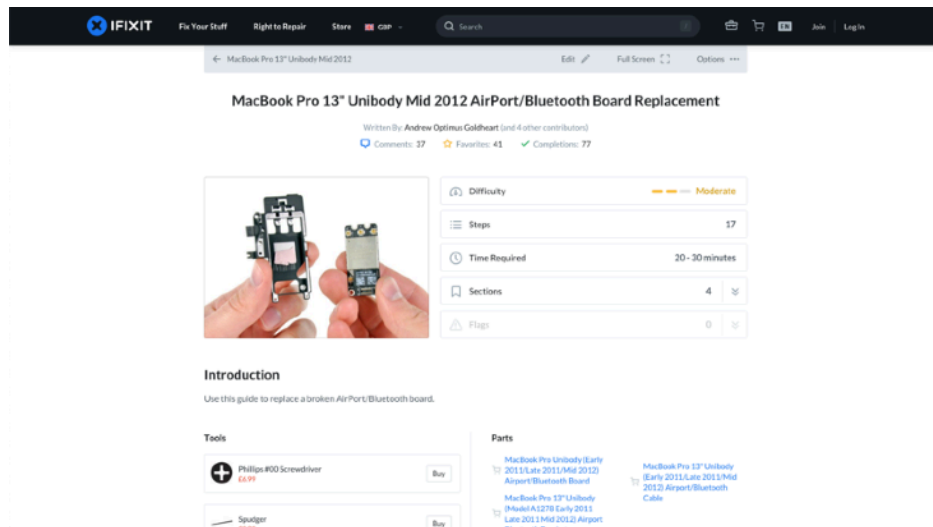 IFIXIT Fix Your Stuff Right to Repair Store GBP Search EN Join Log In
← MacBook Pro 13" Unibody Mid 2012 Edit Full Screen Options
MacBook Pro 13" Unibody Mid 2012 AirPort/Bluetooth Board Replacement
Written By: Andrew Optimus Goldheart (and 4 other contributors)
Comments: 37 Favorites: 41 Completions: 77
Difficulty Moderate
Steps 17
Time Required 20 - 30 minutes
Sections 4
Flags 0
Introduction
Use this guide to replace a broken AirPort/Bluetooth board.
Tools
Phillips #00 Screwdriver
£6.99
Buy
Spudger
Buy
Parts
MacBook Pro Unibody (Early
2011/Late 2011/Mid 2012)
Airport/Bluetooth Board
MacBook Pro 13" Unibody
(Model A1278 Early 2011
Late 2011 Mid 2012) Airport
MacBook Pro 13" Unibody
(Early 2011/Late 2011/Mid
2012) Airport/Bluetooth
Cable